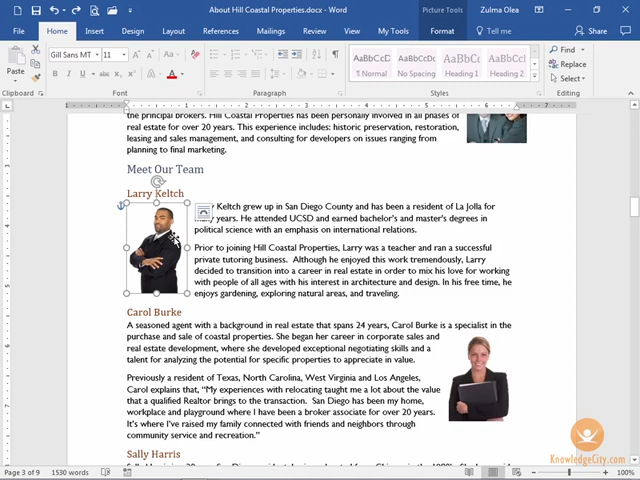 About Hill Coastal Properties.docx - Word
Picture Tools
Zulma Olea
File Home Insert Draw Design Layout References Mailings Review View My Tools Format Tell me Share
Paste
Gill Sans MT 11
AaBbCcDc AaBbCcDc AaBbC AaBbCcD
¶ Normal No Spacing Heading 1 Heading 2
Find
Replace
Select
Clipboard Font Paragraph Styles Editing
the principal brokers. Hill Coastal Properties has been personally involved in all phases of
real estate for over 20 years. This experience includes: historic preservation, restoration,
leasing and sales management, and consulting for developers on issues ranging from
planning to final marketing.
Meet Our Team
Larry Keltch
Keltch grew up in San Diego County and has been a resident of La Jolla for
years. He attended UCSD and earned bachelor's and master's degrees in
political science with an emphasis on international relations.
Prior to joining Hill Coastal Properties, Larry was a teacher and ran a successful
private tutoring business. Although he enjoyed this work tremendously, Larry
decided to transition into a career in real estate in order to mix his love for working
with people of all ages with his interest in architecture and design. In his free time, he
enjoys gardening, exploring natural areas, and traveling.
Carol Burke
A seasoned agent with a background in real estate that spans 24 years, Carol Burke is a specialist in the
purchase and sale of coastal properties. She began her career in corporate sales and
real estate development, where she developed exceptional negotiating skills and a
talent for analyzing the potential for specific properties to appreciate in value.
Previously a resident of Texas, North Carolina, West Virginia and Los Angeles,
Carol explains that, "My experiences with relocating taught me a lot about the value
that a qualified Realtor brings to the transaction. San Diego has been my home,
workplace and playground where I have been a broker associate for over 20 years.
It's where I've raised my family connected with friends and neighbors through
community service and recreation."
Sally Harris
KnowledgeCity.com
Page 3 of 9 1530 words 100%